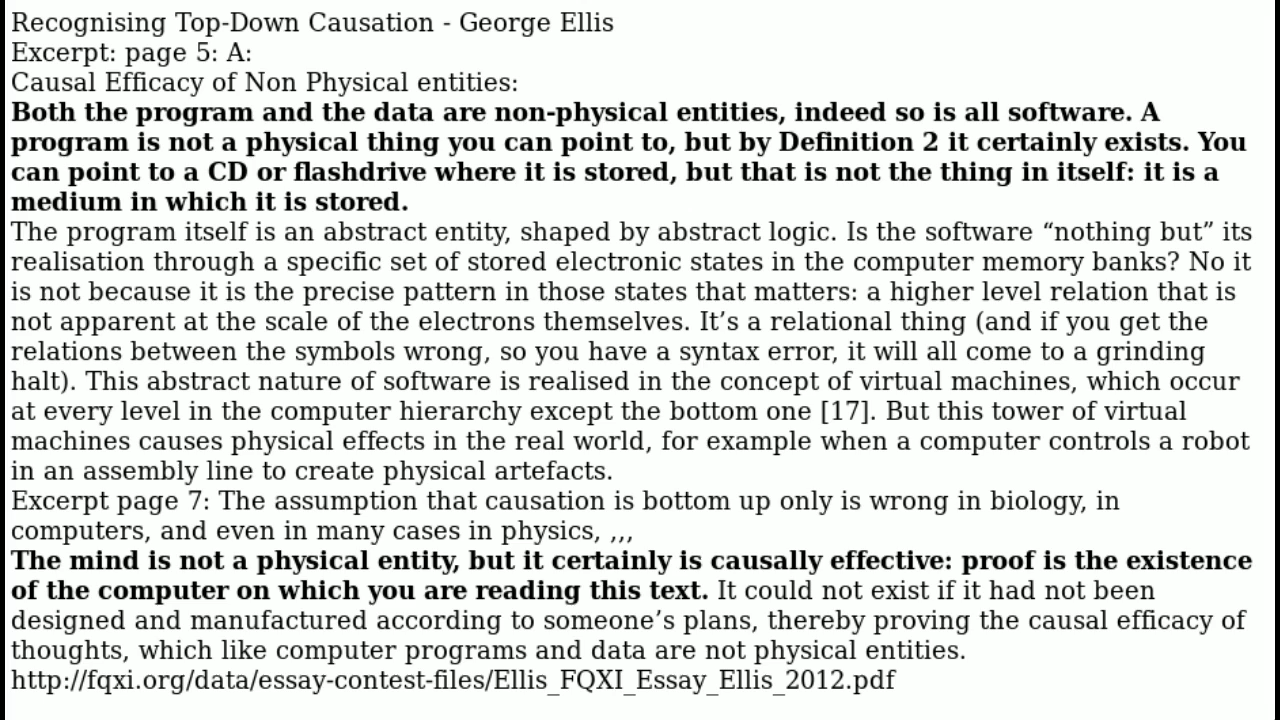 Recognising Top-Down Causation - George Ellis
Excerpt: page 5: A:
Causal Efficacy of Non Physical entities:
Both the program and the data are non-physical entities, indeed so is all software. A
program is not a physical thing you can point to, but by Definition 2 it certainly exists. You
can point to a CD or flashdrive where it is stored, but that is not the thing in itself: it is a
medium in which it is stored.
The program itself is an abstract entity, shaped by abstract logic. Is the software “nothing but” its
realisation through a specific set of stored electronic states in the computer memory banks? No it
is not because it is the precise pattern in those states that matters: a higher level relation that is
not apparent at the scale of the electrons themselves. It’s a relational thing (and if you get the
relations between the symbols wrong, so you have a syntax error, it will all come to a grinding
halt). This abstract nature of software is realised in the concept of virtual machines, which occur
at every level in the computer hierarchy except the bottom one [17]. But this tower of virtual
machines causes physical effects in the real world, for example when a computer controls a robot
in an assembly line to create physical artefacts.
Excerpt page 7: The assumption that causation is bottom up only is wrong in biology, in
computers, and even in many cases in physics, ,,,
The mind is not a physical entity, but it certainly is causally effective: proof is the existence
of the computer on which you are reading this text. It could not exist if it had not been
designed and manufactured according to someone’s plans, thereby proving the causal efficacy of
thoughts, which like computer programs and data are not physical entities.
http://fqxi.org/data/essay-contest-files/Ellis_FQXI_Essay_Ellis_2012.pdf